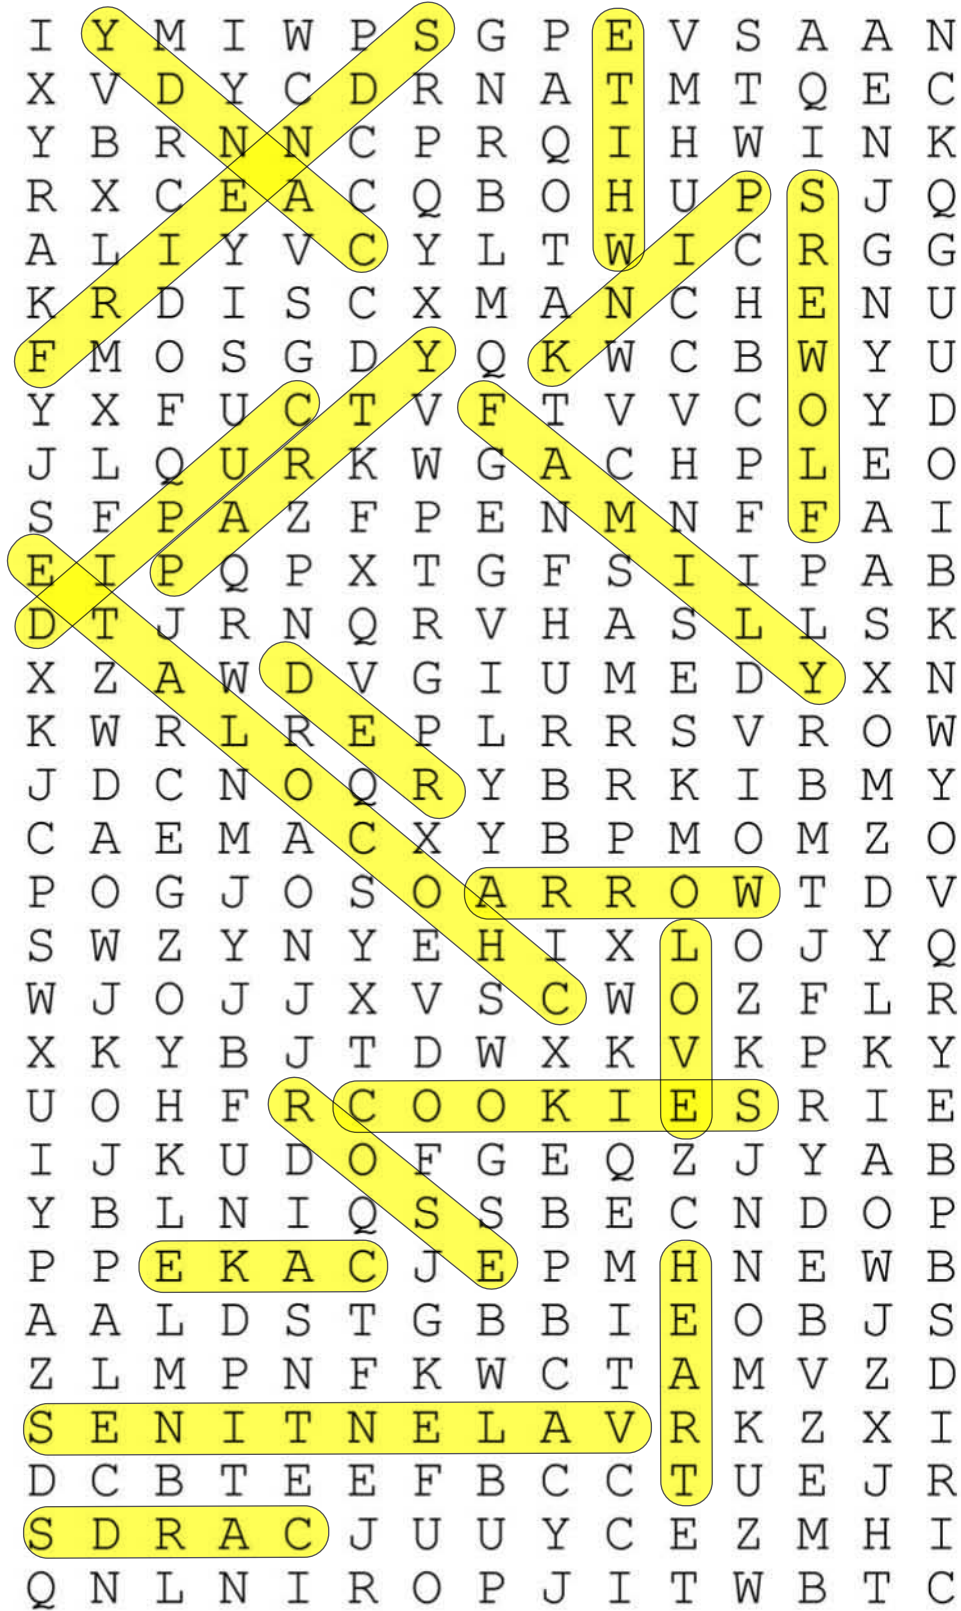 I Y M I W P S G P E V S A A N
X V D Y C D R N A T M T Q E C
Y B R N N C P R Q I H W I N K
R X C E A C Q B O H U P S J Q
A L I Y V C Y L T W I C R G G
K R D I S C X M A N C H E N U
F M O S G D Y Q K W C B W Y U
Y X F U C T V F T V V C O Y D
J L Q U R K W G A C H P L E O
S F P A Z F P E N M N F F A I
E I P Q P X T G F S I I P A B
D T J R N Q R V H A S L L S K
X Z A W D V G I U M E D Y X N
K W R L R E P L R R S V R O W
J D C N O Q R Y B R K I B M Y
C A E M A C X Y B P M O M Z O
P O G J O S O A R R O W T D V
S W Z Y N Y E H I X L O J Y Q
W J O J J X V S C W O Z F L R
X K Y B J T D W X K V K P K Y
U O H F R C O O K I E S R I E
I J K U D O F G E Q Z J Y A B
Y B L N I Q S S B E C N D O P
P P E K A C J E P M H N E W B
A A L D S T G B B I E O B J S
Z L M P N F K W C T A M V Z D
S E N I T N E L A V R K Z X I
D C B T E E F B C C T U E J R
S D R A C J U U Y C E Z M H I
Q N L N I R O P J I T W B T C